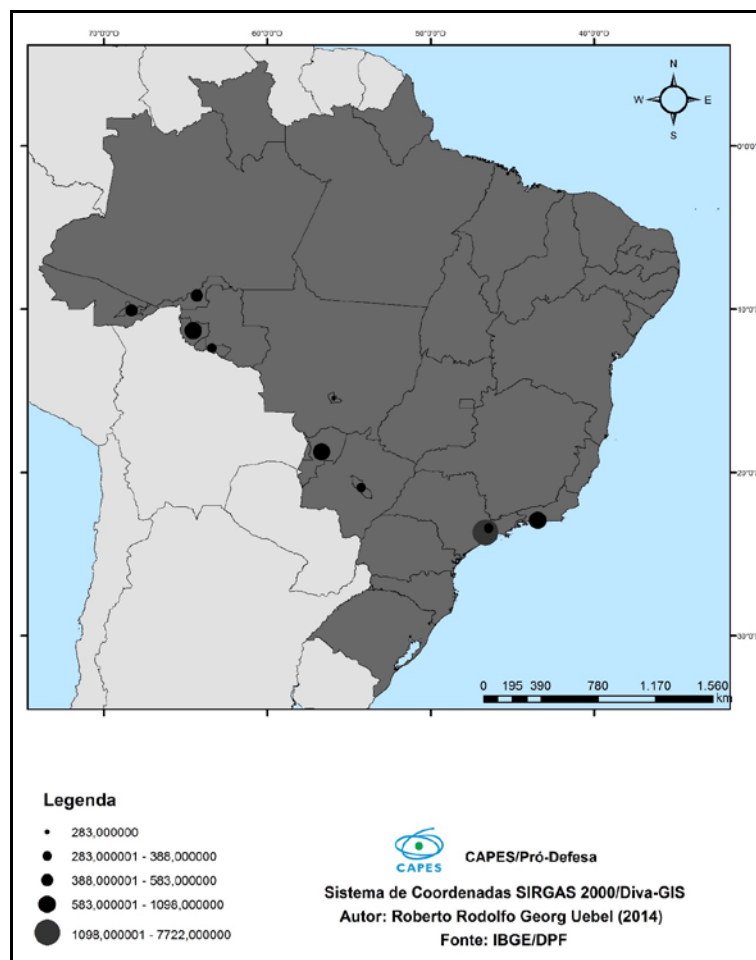 70°0'0"    60°0'0"    50°0'0"    40°0'0"
N
W    E
S
0°0'0"
0    195    390    780    1.170    1.560
km
Legenda
283,000000
283,000001 - 388,000000
388,000001 - 583,000000
583,000001 - 1098,000000
1098,000001 - 7722,000000
CAPES
CAPES/Pró-Defesa
Sistema de Coordenadas SIRGAS 2000/Diva-GIS
Autor: Roberto Rodolfo Georg Uebel (2014)
Fonte: IBGE/DPF